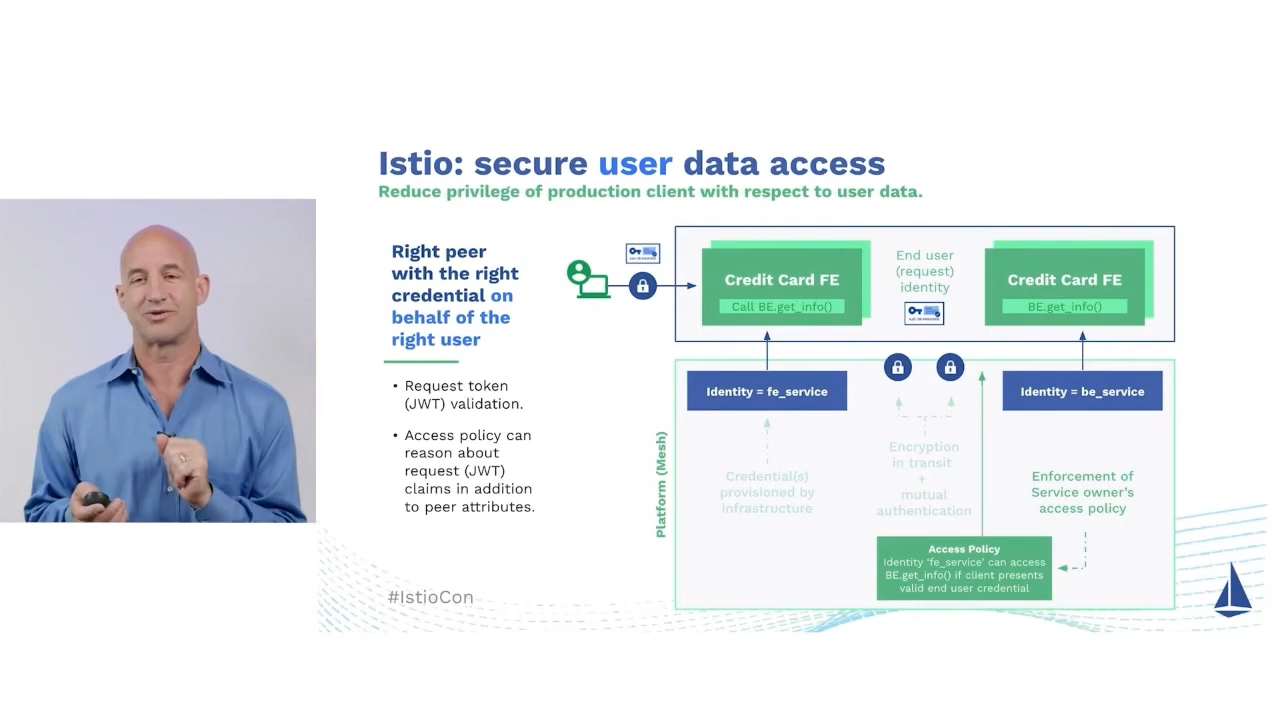 Istio: secure user data access
Reduce privilege of production client with respect to user data.
Right peer
with the right
credential on
behalf of the
right user
• Request token
(JWT) validation.
• Access policy can
reason about
request (JWT)
claims in addition
to peer attributes.
Credit Card FE
Call BE.get_info()
End user
(request)
identity
Credit Card FE
BE.get_info()
Platform (Mesh)
Identity = fe_service
Identity = be_service
Credential(s)
provisioned by
infrastructure
Encryption
in transit
+
mutual
authentication
Enforcement of
Service owner's
access policy
Access Policy
Identity 'fe_service' can access
BE.get_info() if client presents
valid end user credential
#IstioCon